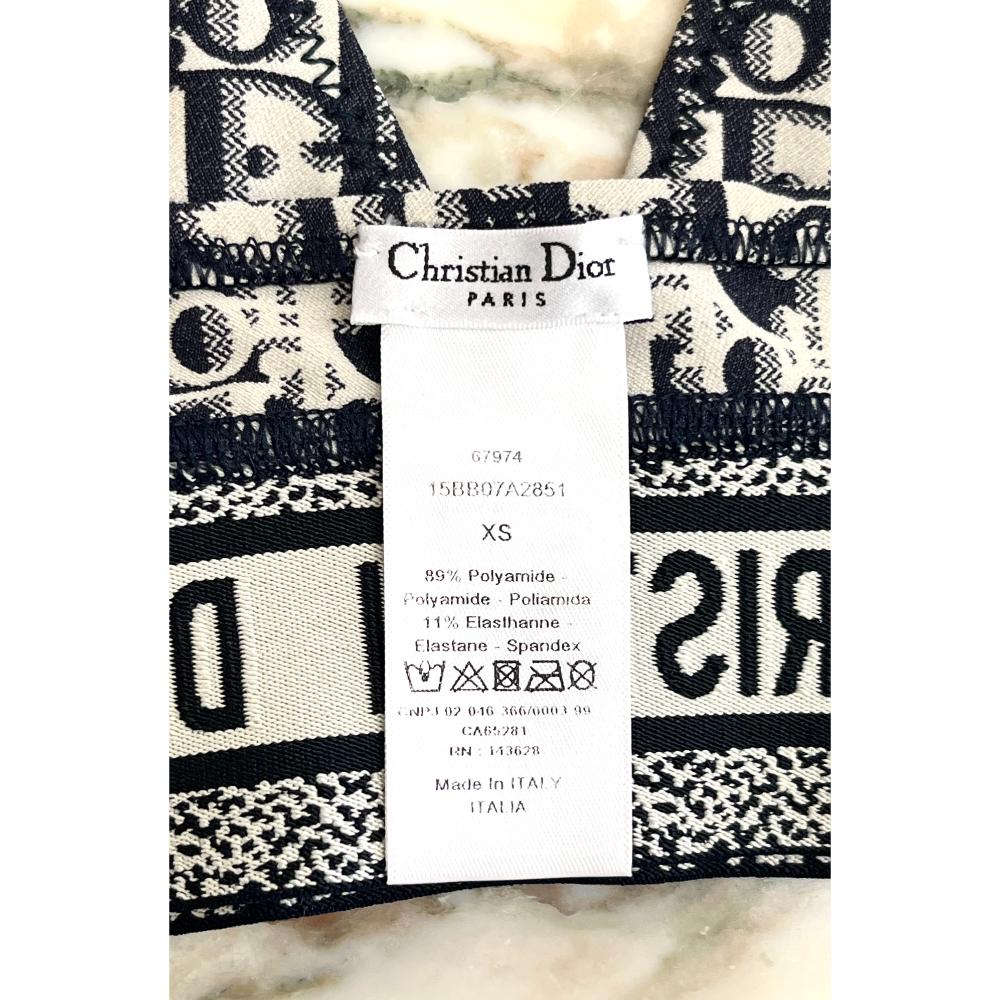 Christian Dior
PARIS
67974
15BB07A2851
XS
89% Polyamide -
Polyamide - Poliamida
11% Elasthanne -
Elastane - Spandex
CNPJ 02 046 366/0003 99
CA65281
RN : 143628
Made In ITALY
ITALIA
RIS
D